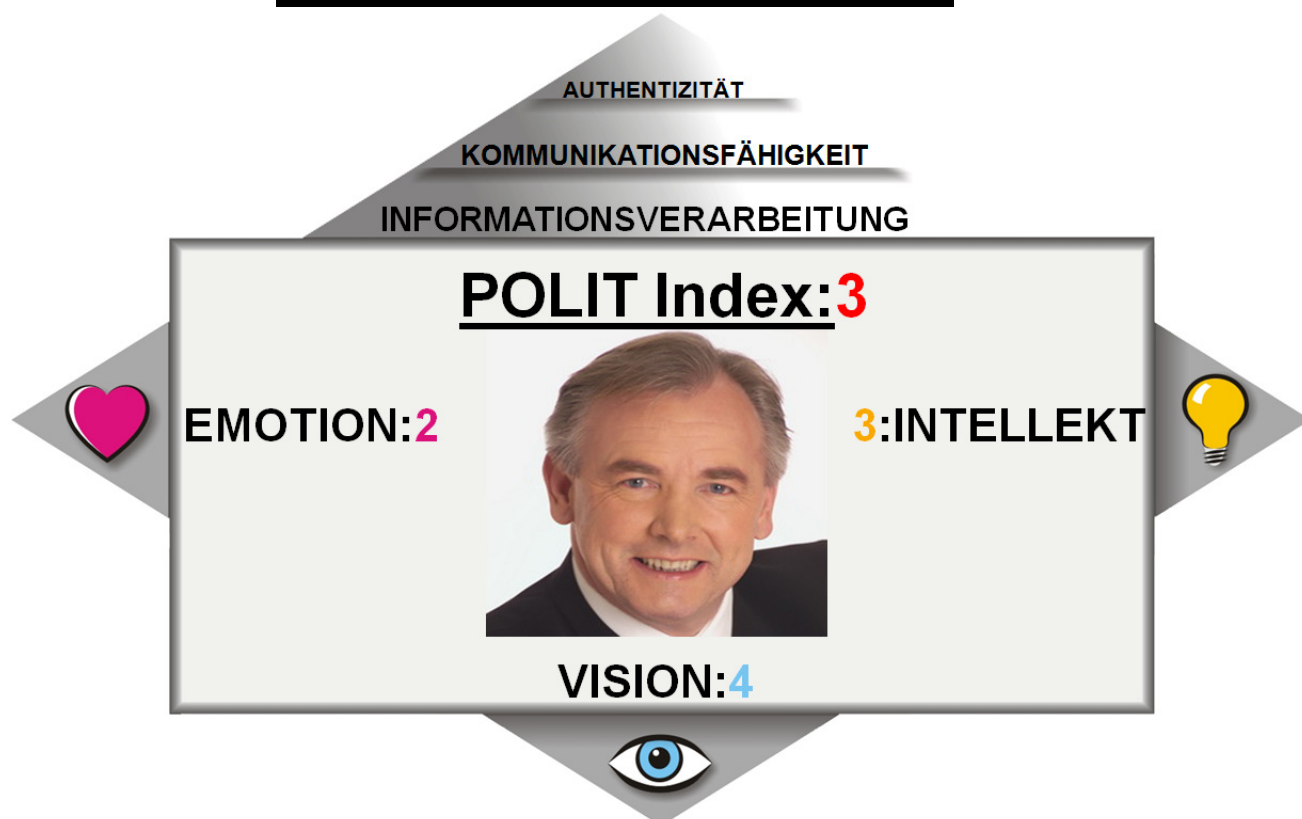 AUTHENTIZITÄT
KOMMUNIKATIONSFÄHIGKEIT
INFORMATIONSVERARBEITUNG
POLIT Index:3
EMOTION:2
3:INTELLEKT
VISION:4